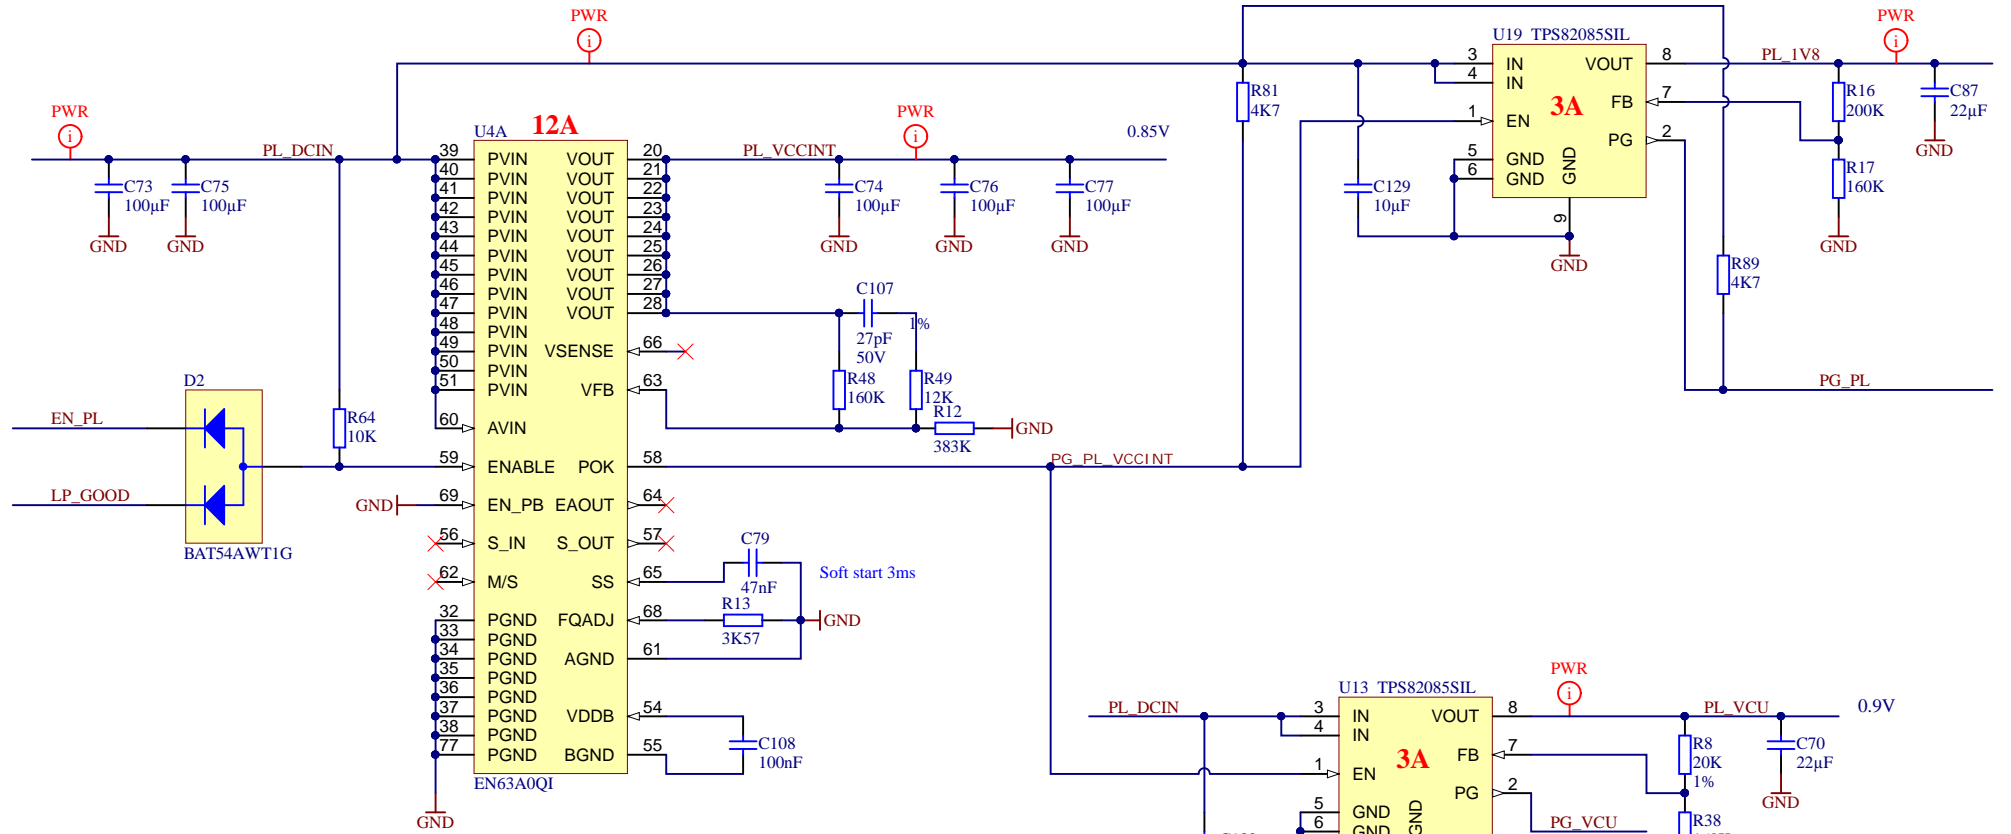 PWR
PWR
U19 TPS82085SIL
3 IN VOUT 8 PL_1V8
4 IN
7 FB
3A
1 EN
PG 2
5 GND
6 GND
GND
9
GND
R81
4K7
C129
10µF
R16
200K
R17
160K
GND
C87
22µF
GND
R89
4K7
PG_PL
PWR
PL_DCIN
C73
100µF
GND
C75
100µF
GND
U4A 12A
39 PVIN VOUT 20
40 PVIN VOUT 21
41 PVIN VOUT 22
42 PVIN VOUT 23
43 PVIN VOUT 24
44 PVIN VOUT 25
45 PVIN VOUT 26
46 PVIN VOUT 27
47 PVIN VOUT 28
48 PVIN
49 PVIN VSENSE 66
50 PVIN
51 PVIN VFB 63
60 AVIN
59 ENABLE POK 58
69 EN_PB EAOUT 64
56 S_IN S_OUT 57
62 M/S SS 65
32 PGND FQADJ 68
33 PGND
34 PGND AGND 61
35 PGND
36 PGND
37 PGND VDDB 54
38 PGND
77 PGND BGND 55
EN63A0QI
GND
GND
PWR
PL_VCCINT
0.85V
C74
100µF
GND
C76
100µF
GND
C77
100µF
GND
C107
27pF
50V
1%
R48
160K
R49
12K
R12
383K
GND
PG_PL_VCCINT
D2
EN_PL
LP_GOOD
BAT54AWT1G
R64
10K
C79
47nF
Soft start 3ms
R13
3K57
GND
C108
100nF
PWR
U13 TPS82085SIL
PL_DCIN
3 IN VOUT 8 PL_VCU
0.9V
4 IN
FB 7
3A
1 EN
PG 2
5 GND
6 GND
GND
PG_VCU
R8
20K
1%
R38
C70
22µF
GND